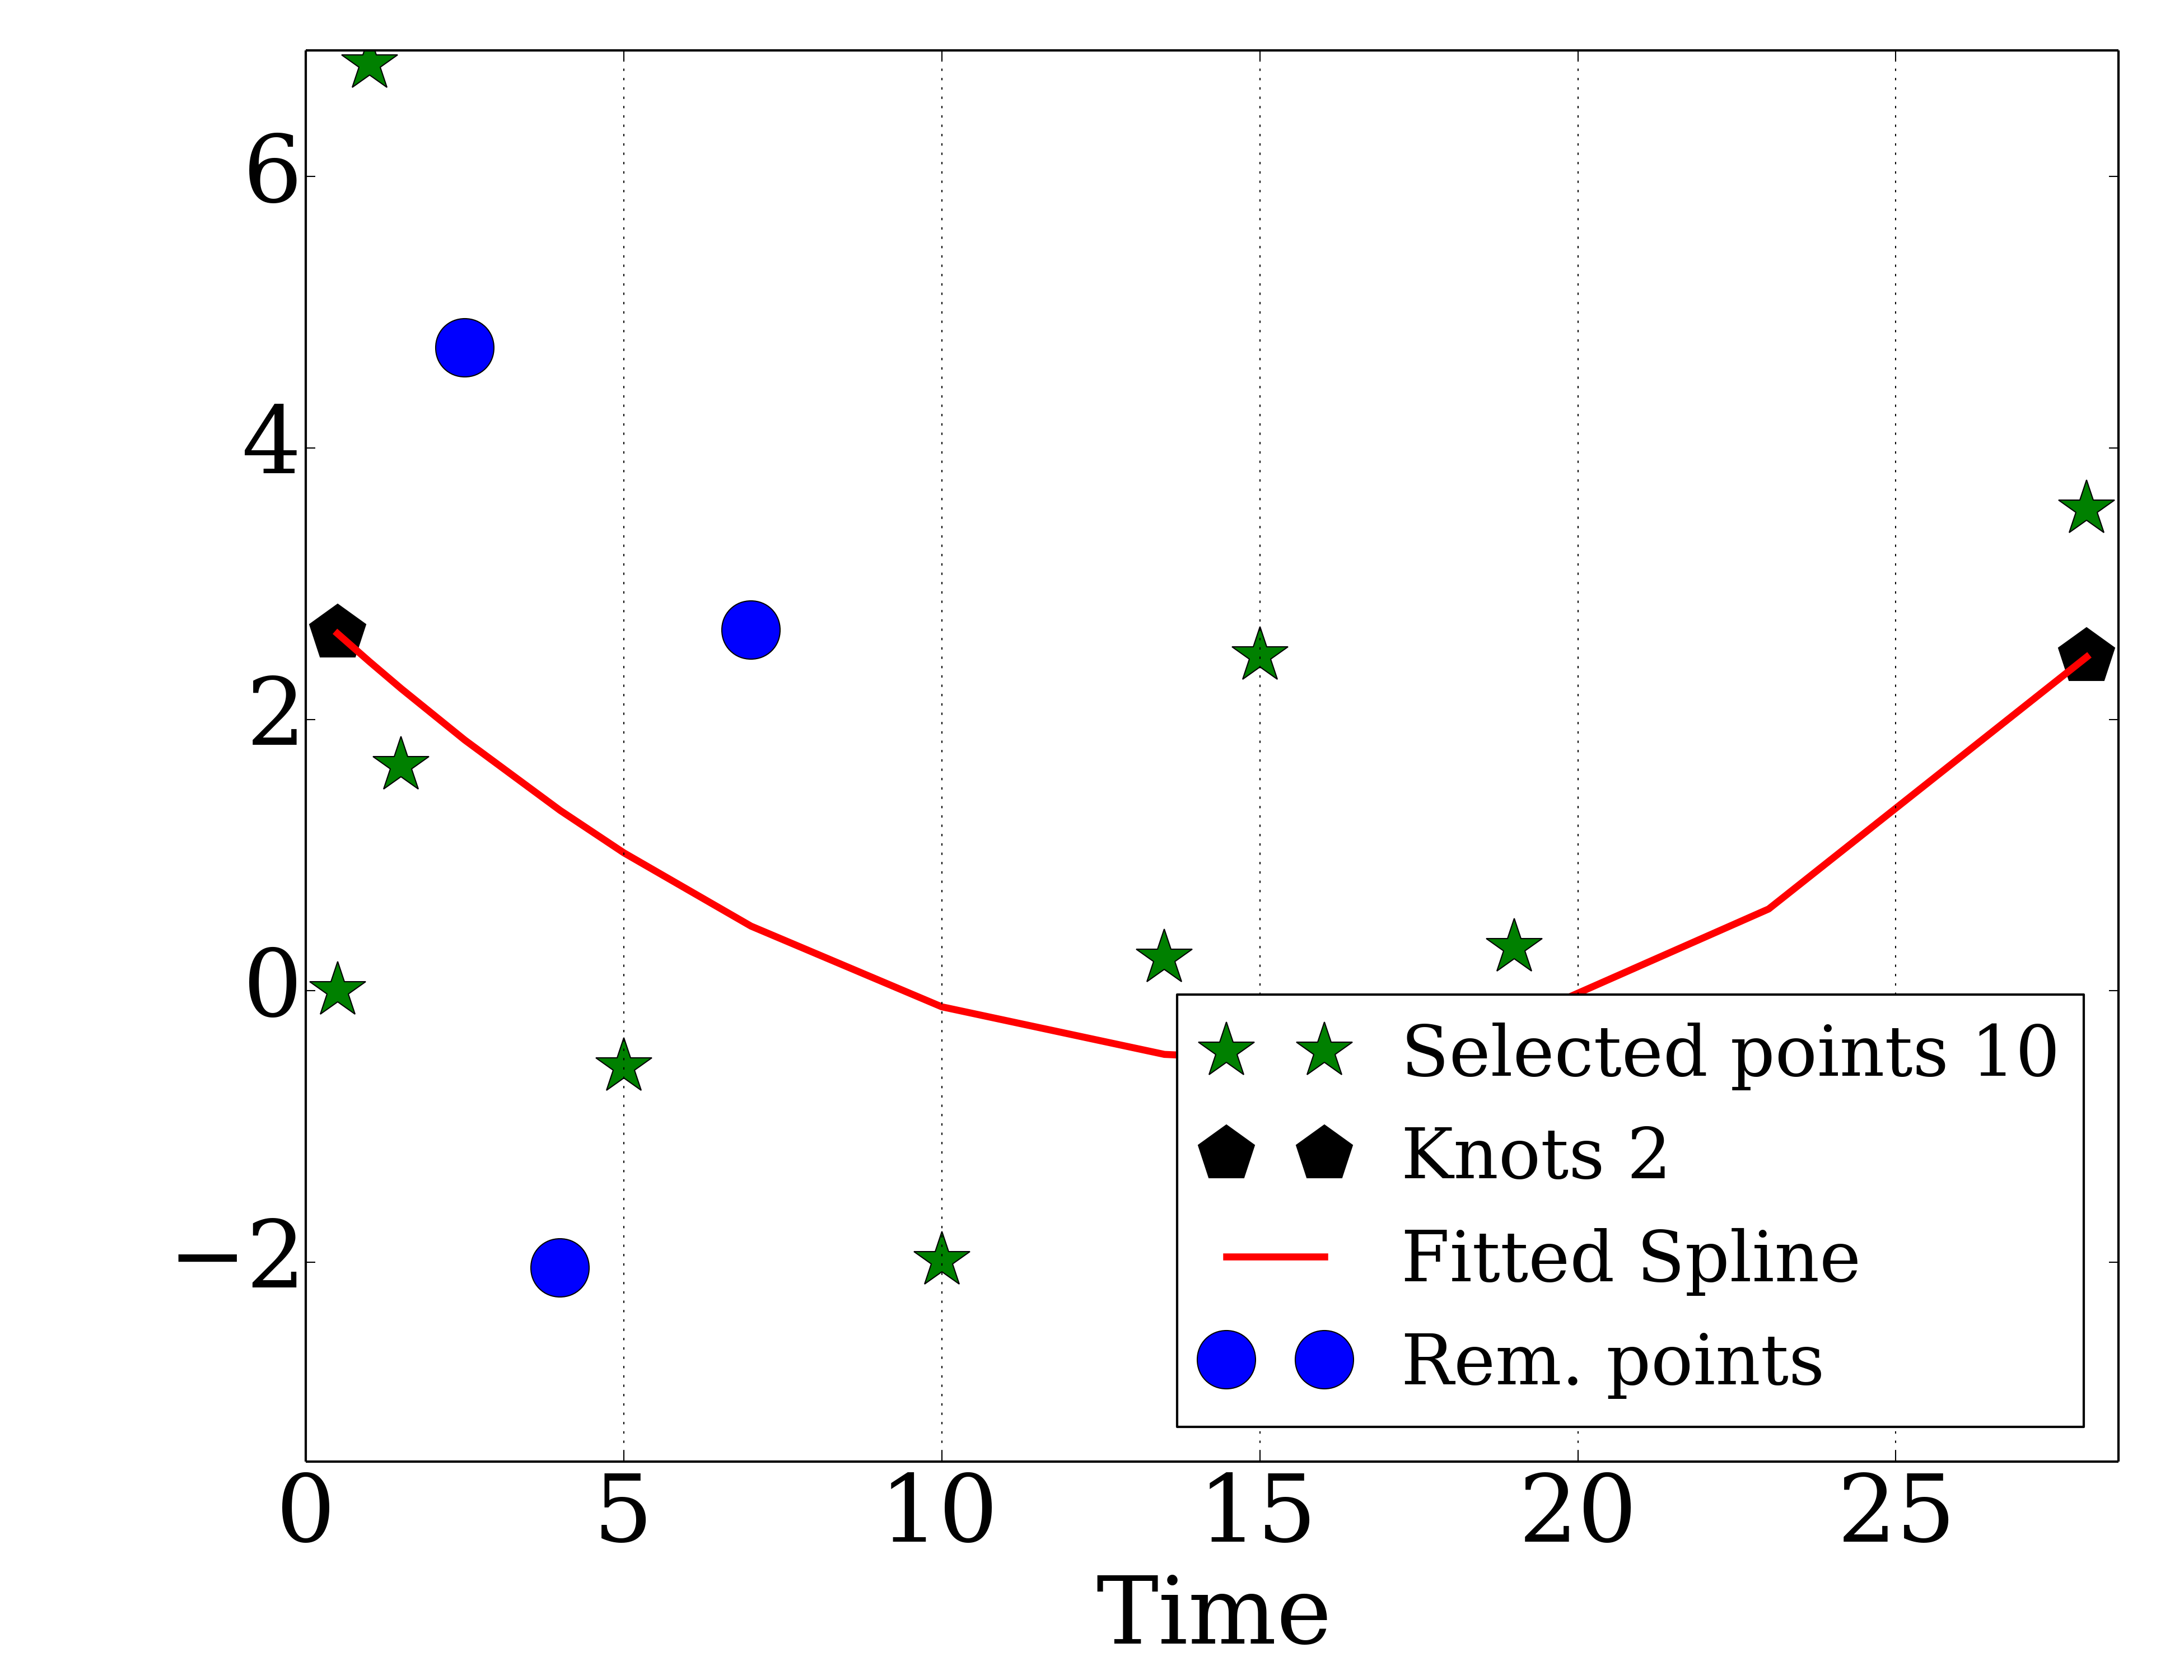 6
4
2
0
−2
Selected points 10
Knots 2
Fitted Spline
Rem. points
0 5 10 15 20 25
Time